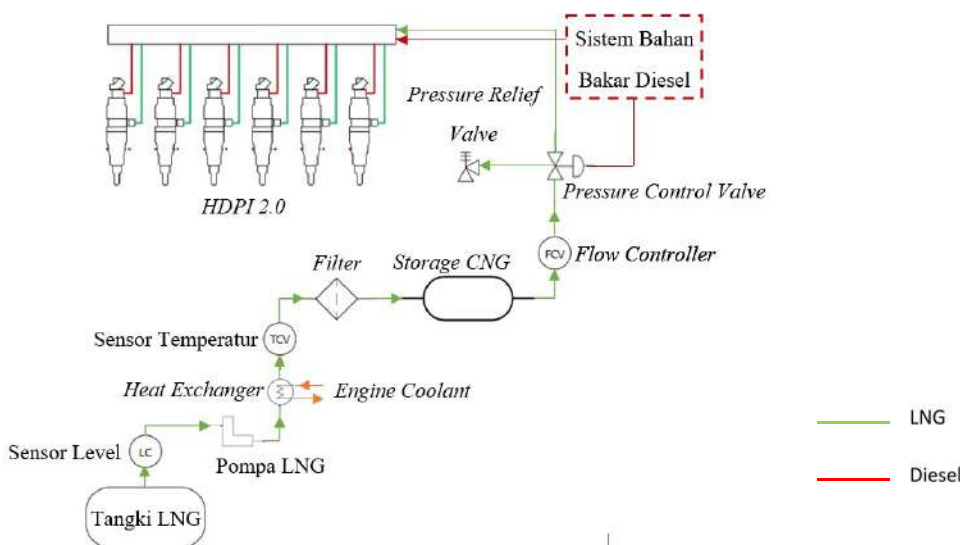 Sistem Bahan
Bakar Diesel
Pressure Relief
Valve
HDPI 2.0
Pressure Control Valve
FCV
Flow Controller
Filter
Storage CNG
Sensor Temperatur
TCV
Heat Exchanger
Engine Coolant
LNG
Sensor Level
LC
Pompa LNG
Diesel
Tangki LNG